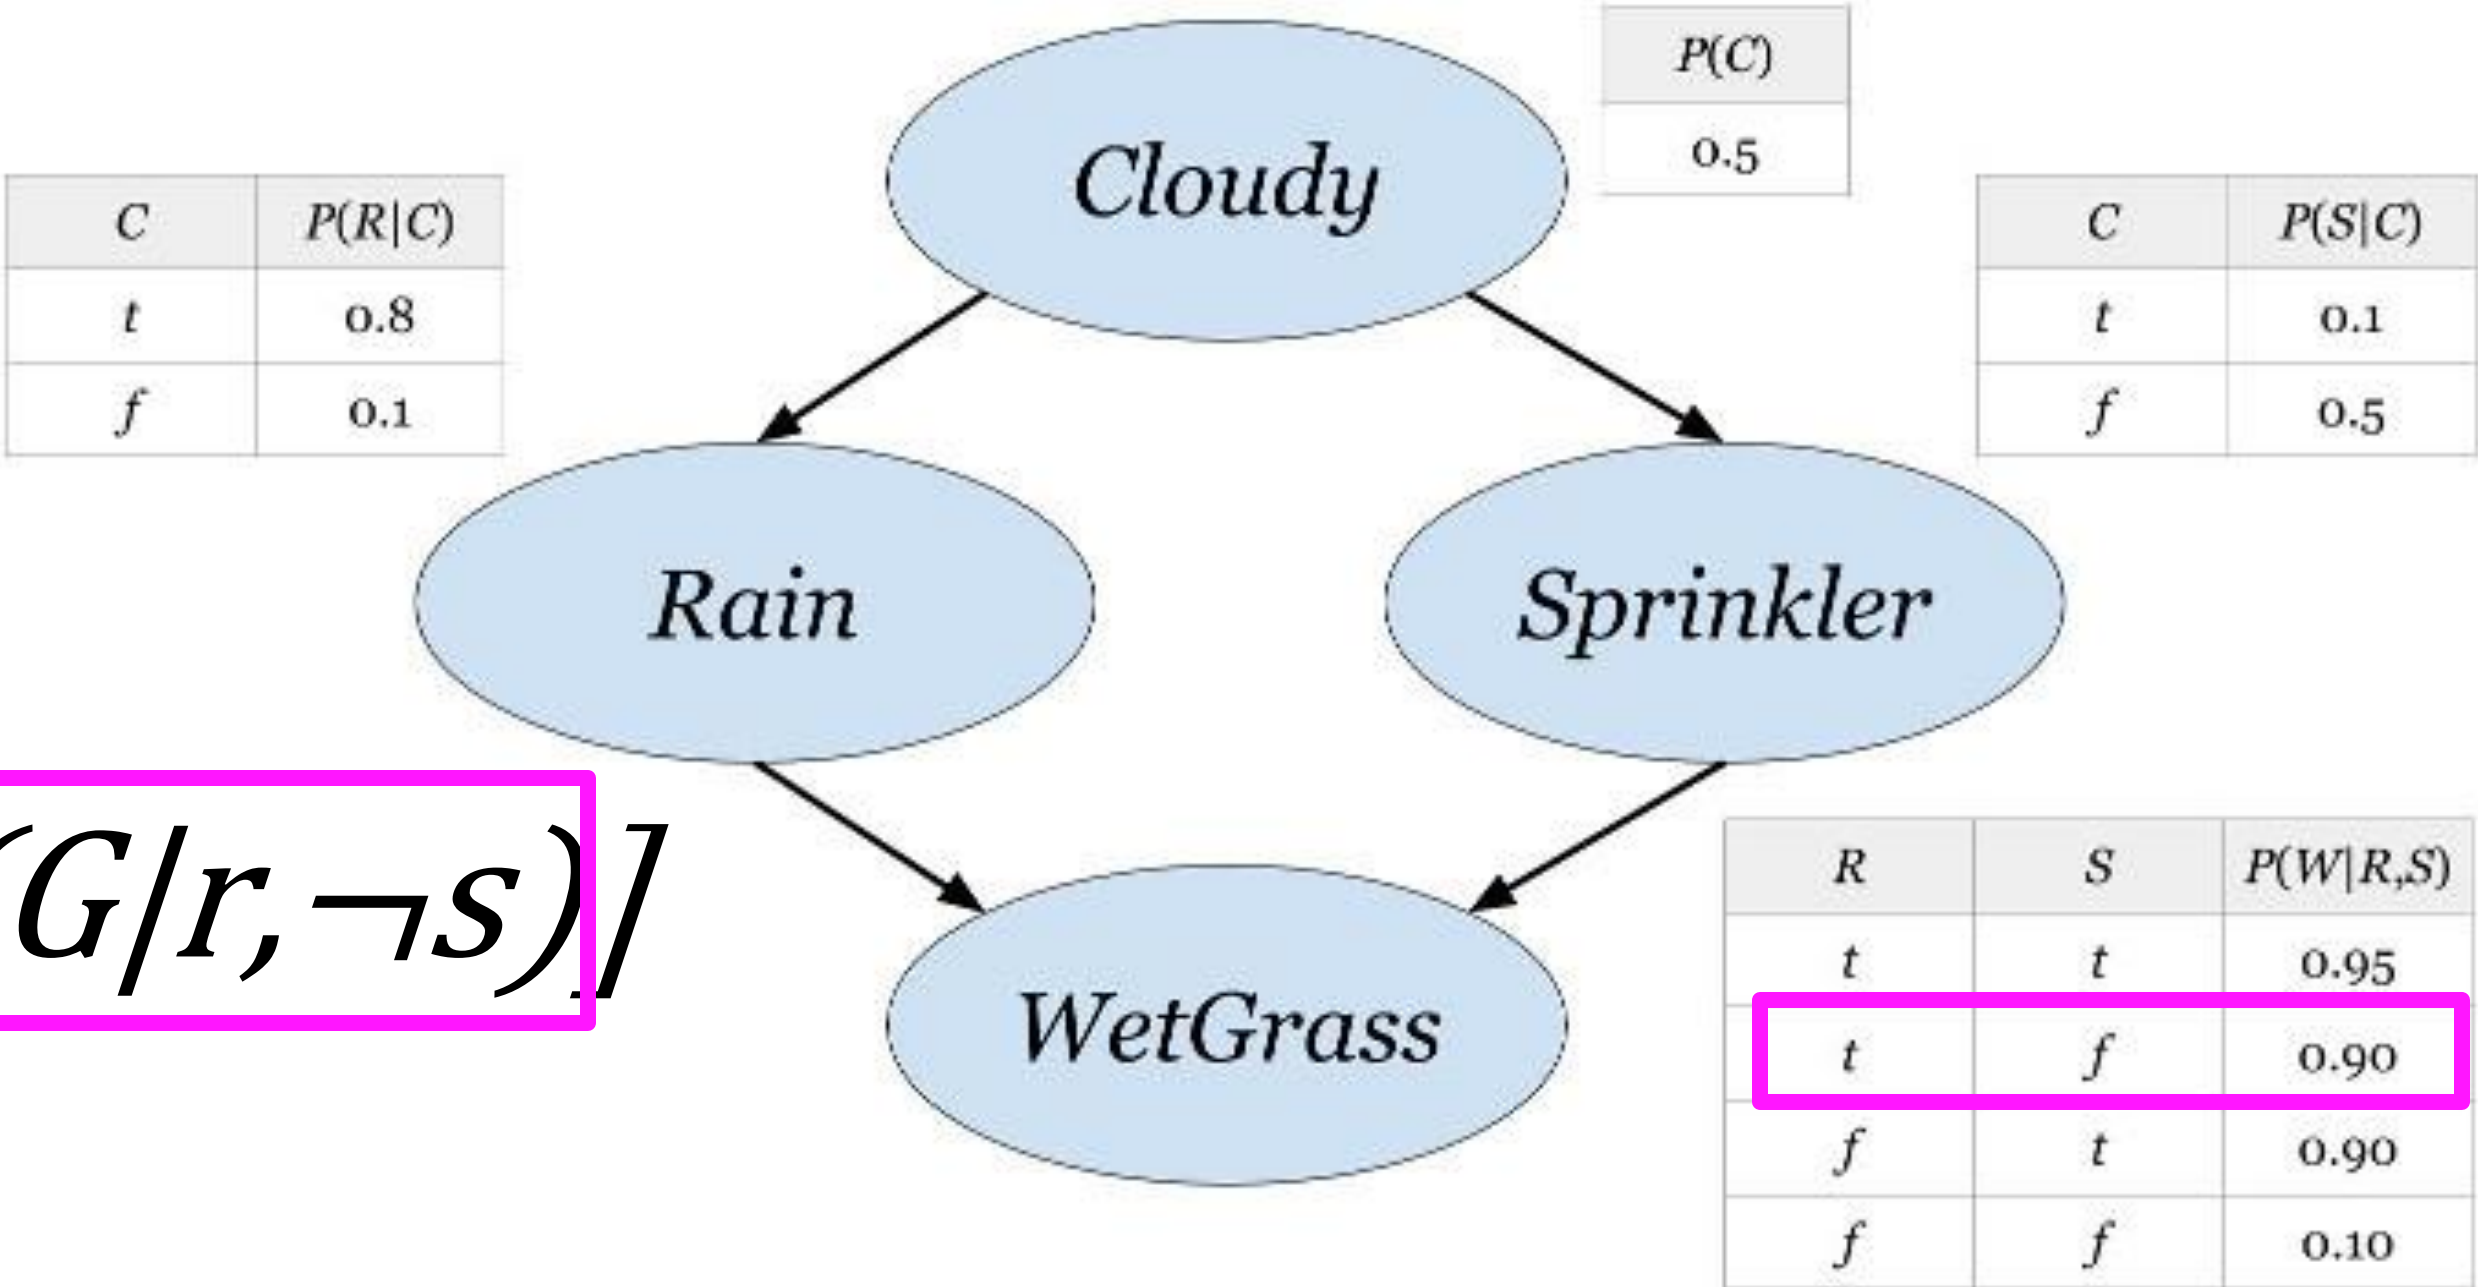 P(C)
0.5
Cloudy
C P(R|C)
t 0.8
f 0.1
C P(S|C)
t 0.1
f 0.5
Rain
Sprinkler
(G|r,¬s)]
WetGrass
R S P(W|R,S)
t t 0.95
t f 0.90
f t 0.90
f f 0.10